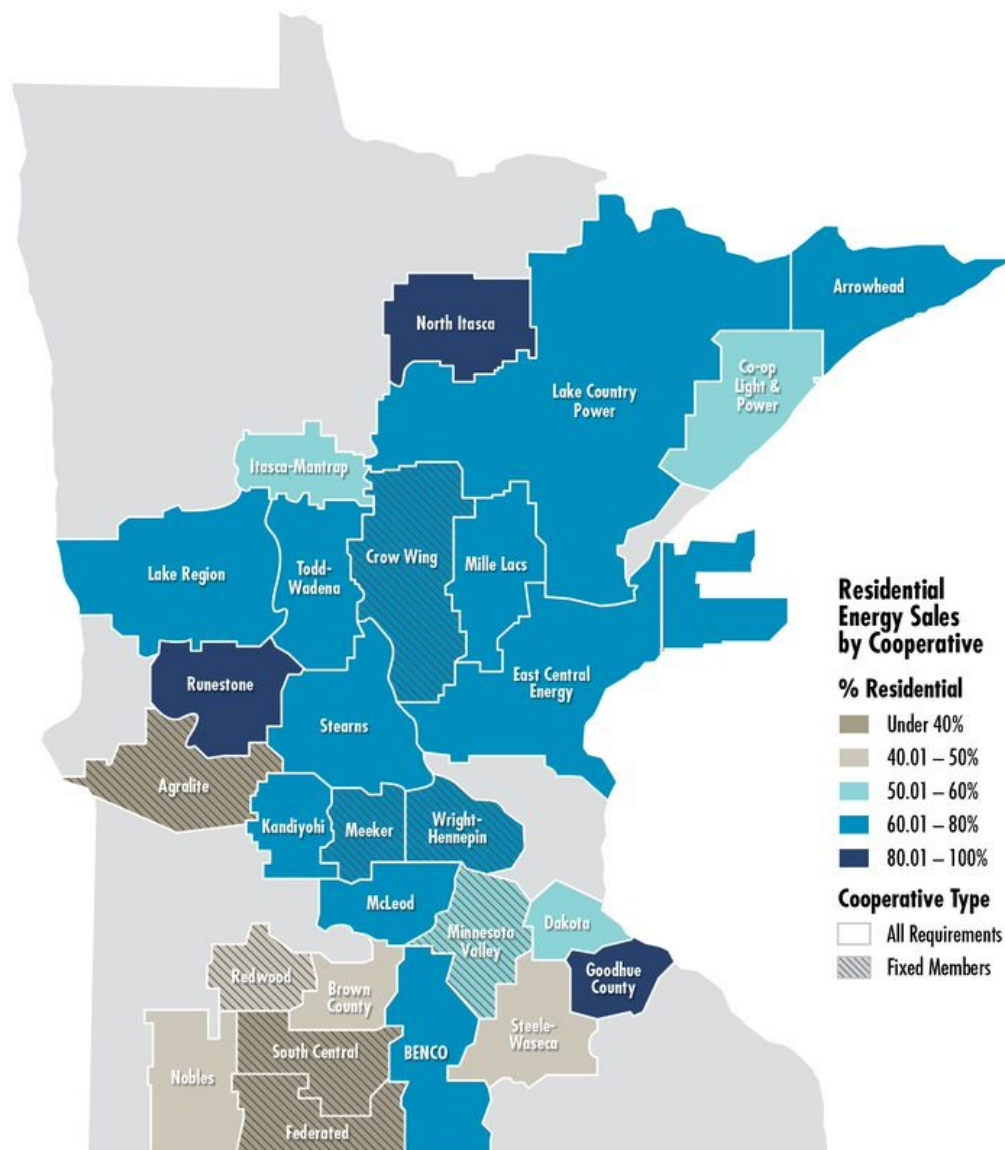 Arrowhead
North Itasca
Co-op
Light &
Power
Lake Country
Power
Itasca-Mantrap
Crow Wing
Mille Lacs
Todd-
Wadena
Lake Region
East Central
Energy
Runestone
Stearns
Agralite
Kandiyohi
Meeker
Wright-
Hennepin
McLeod
Minnesota
Valley
Dakota
Goodhue
County
Redwood
Brown
County
Steele-
Waseca
South Central
BENCO
Nobles
Federated
Residential
Energy Sales
by Cooperative
% Residential
Under 40%
40.01 – 50%
50.01 – 60%
60.01 – 80%
80.01 – 100%
Cooperative Type
All Requirements
Fixed Members